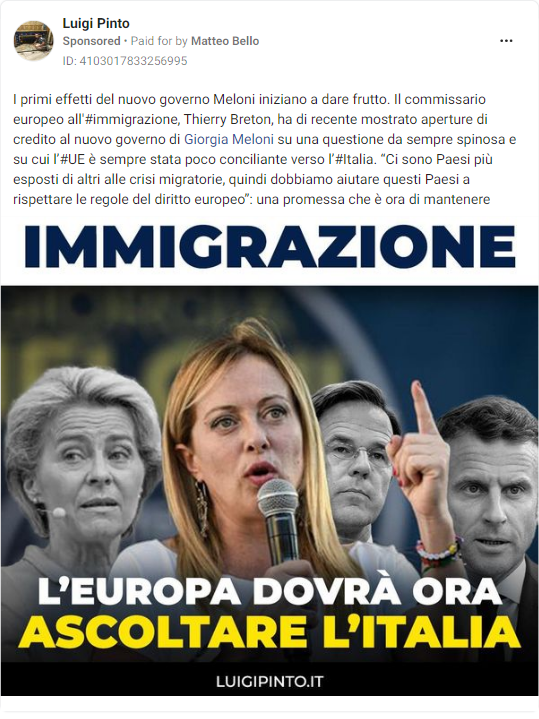 Luigi Pinto
Sponsored • Paid for by Matteo Bello
ID: 4103017833256995
I primi effetti del nuovo governo Meloni iniziano a dare frutto. Il commissario
europeo all'#immigrazione, Thierry Breton, ha di recente mostrato aperture di
credito al nuovo governo di Giorgia Meloni su una questione da sempre spinosa e
su cui l'#UE è sempre stata poco conciliante verso l'#Italia. “Ci sono Paesi più
esposti di altri alle crisi migratorie, quindi dobbiamo aiutare questi Paesi a
rispettare le regole del diritto europeo”: una promessa che è ora di mantenere
IMMIGRAZIONE
L'EUROPA DOVRÀ ORA
ASCOLTARE L'ITALIA
LUIGIPINTO.IT